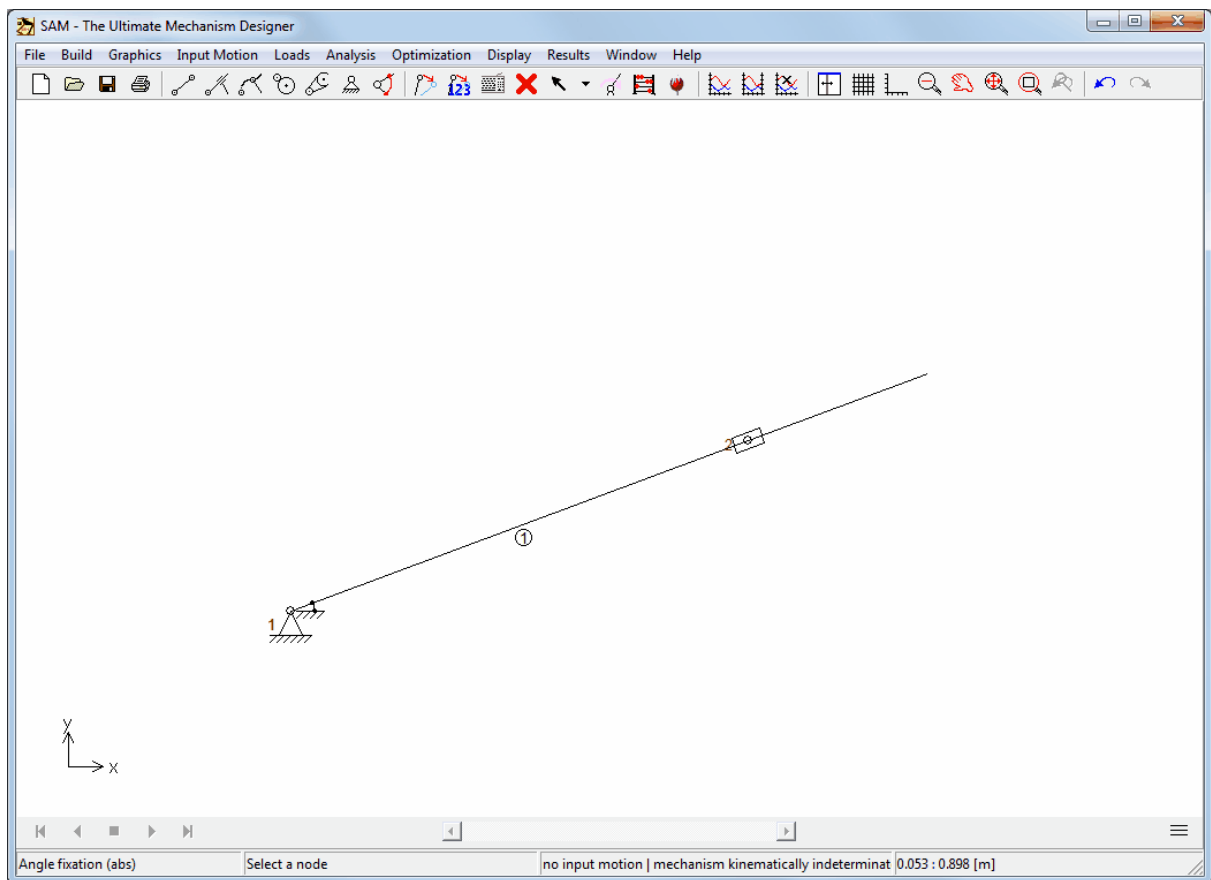 SAM - The Ultimate Mechanism Designer
File Build Graphics Input Motion Loads Analysis Optimization Display Results Window Help
123
2
1
1
y
x
Angle fixation (abs) Select a node no input motion | mechanism kinematically indeterminat 0.053 : 0.898 [m]